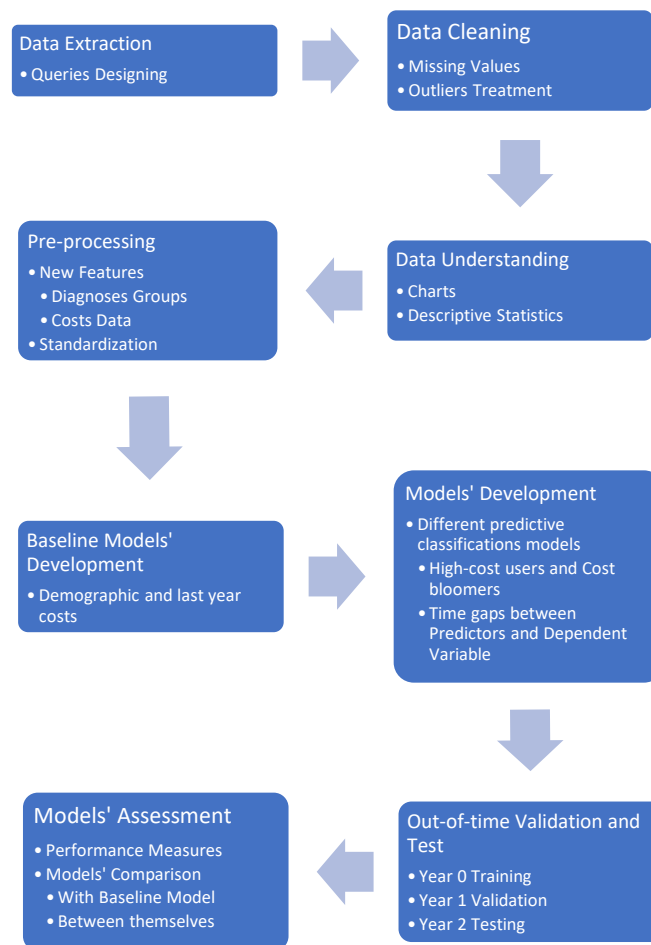 Data Extraction
• Queries Designing
Data Cleaning
• Missing Values
• Outliers Treatment
Data Understanding
• Charts
• Descriptive Statistics
Pre-processing
• New Features
• Diagnoses Groups
• Costs Data
• Standardization
Baseline Models'
Development
• Demographic and last year
costs
Models' Development
• Different predictive
classifications models
• High-cost users and Cost
bloomers
• Time gaps between
Predictors and Dependent
Variable
Out-of-time Validation and
Test
• Year 0 Training
• Year 1 Validation
• Year 2 Testing
Models' Assessment
• Performance Measures
• Models' Comparison
• With Baseline Model
• Between themselves